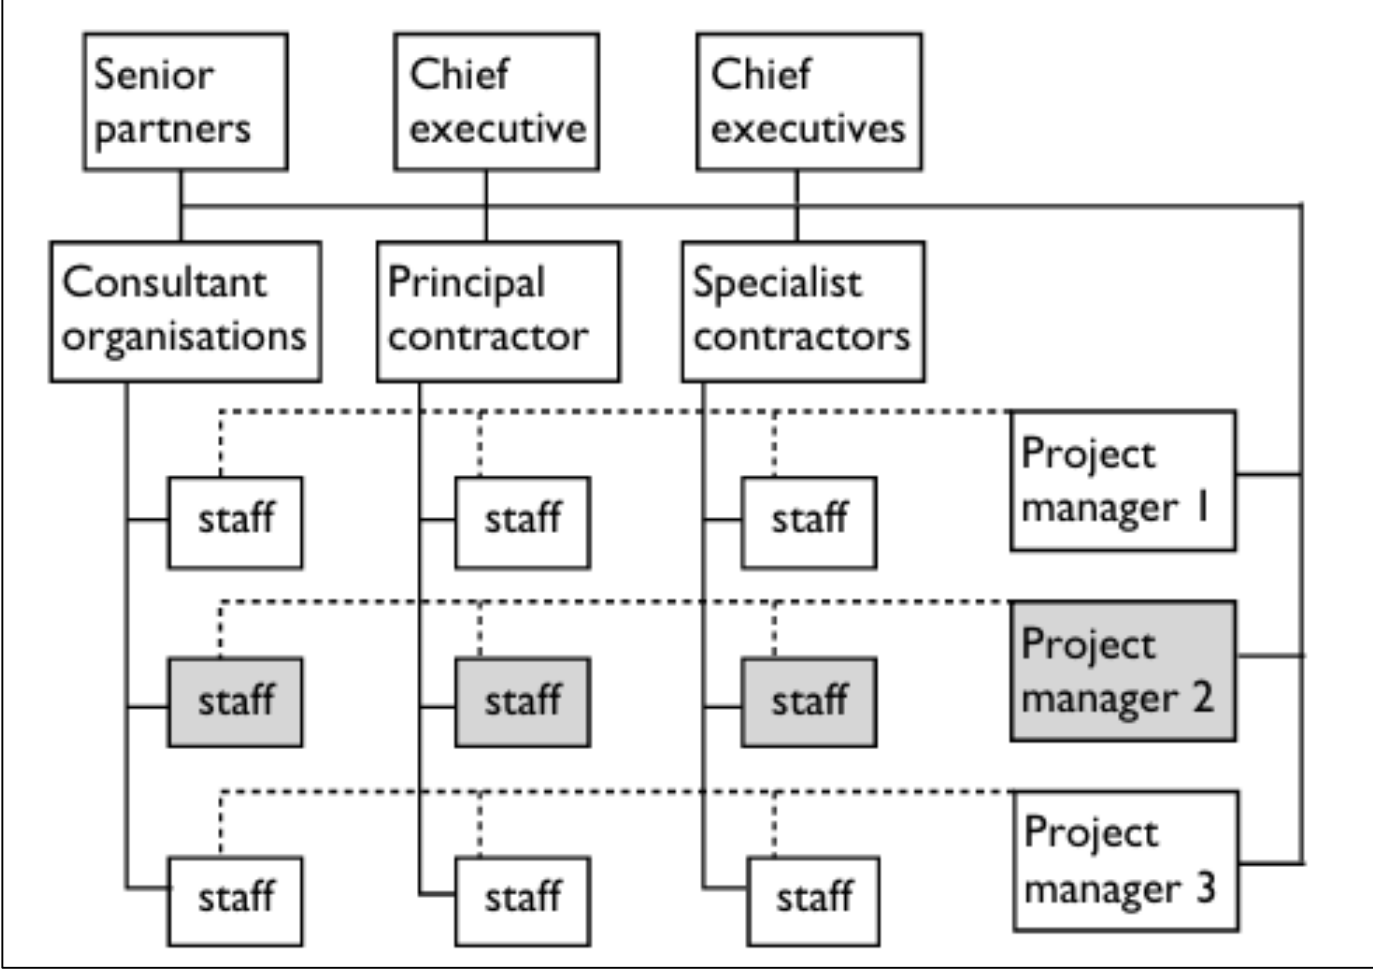 Senior
partners
Chief
executive
Chief
executives
Consultant
organisations
Principal
contractor
Specialist
contractors
Project
manager 1
staff
staff
staff
Project
manager 2
staff
staff
staff
Project
manager 3
staff
staff
staff